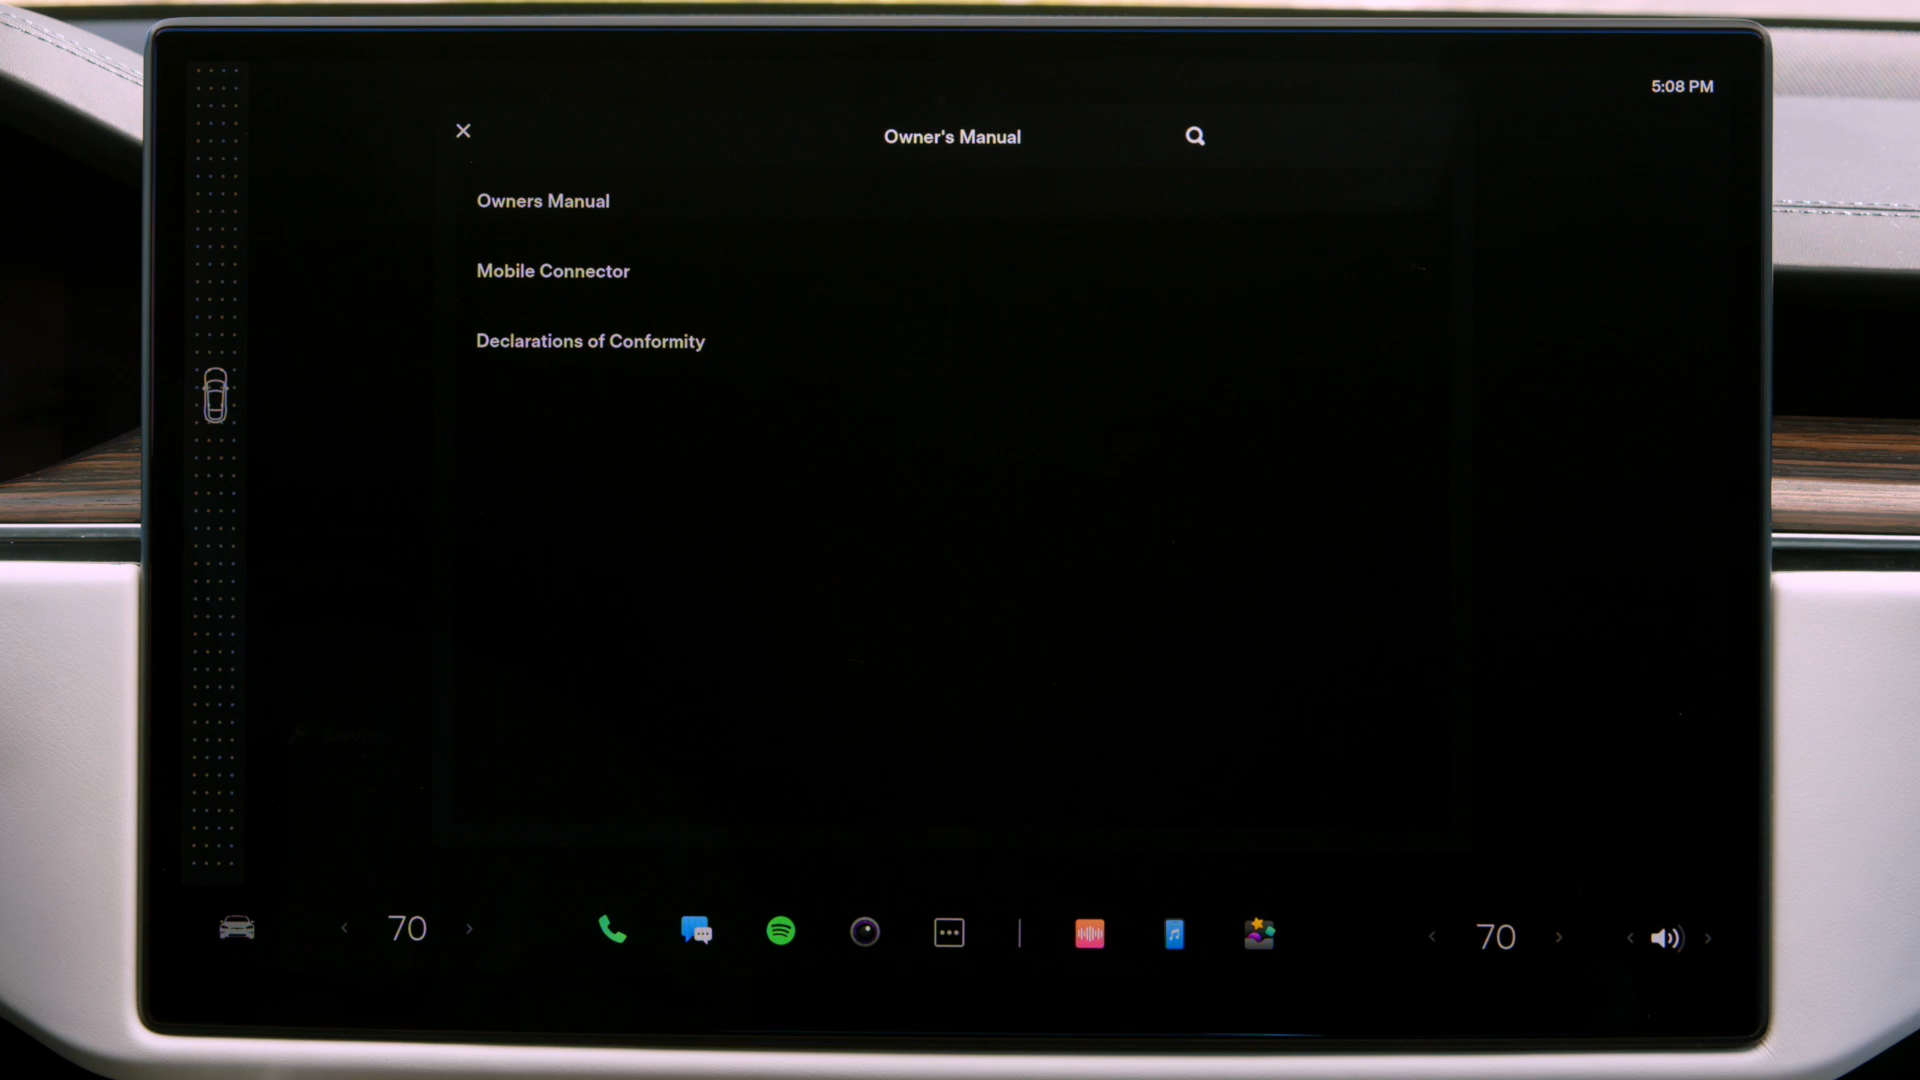 5:08 PM
Owner's Manual
Owners Manual
Mobile Connector
Declarations of Conformity
70
70